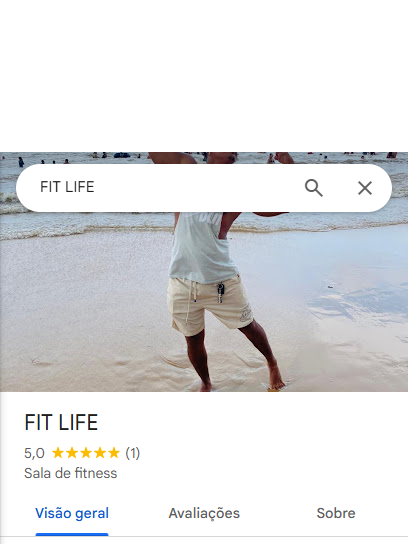 FIT LIFE
FIT LIFE
5,0 ★★★★★ (1)
Sala de fitness
Visão geral Avaliações Sobre